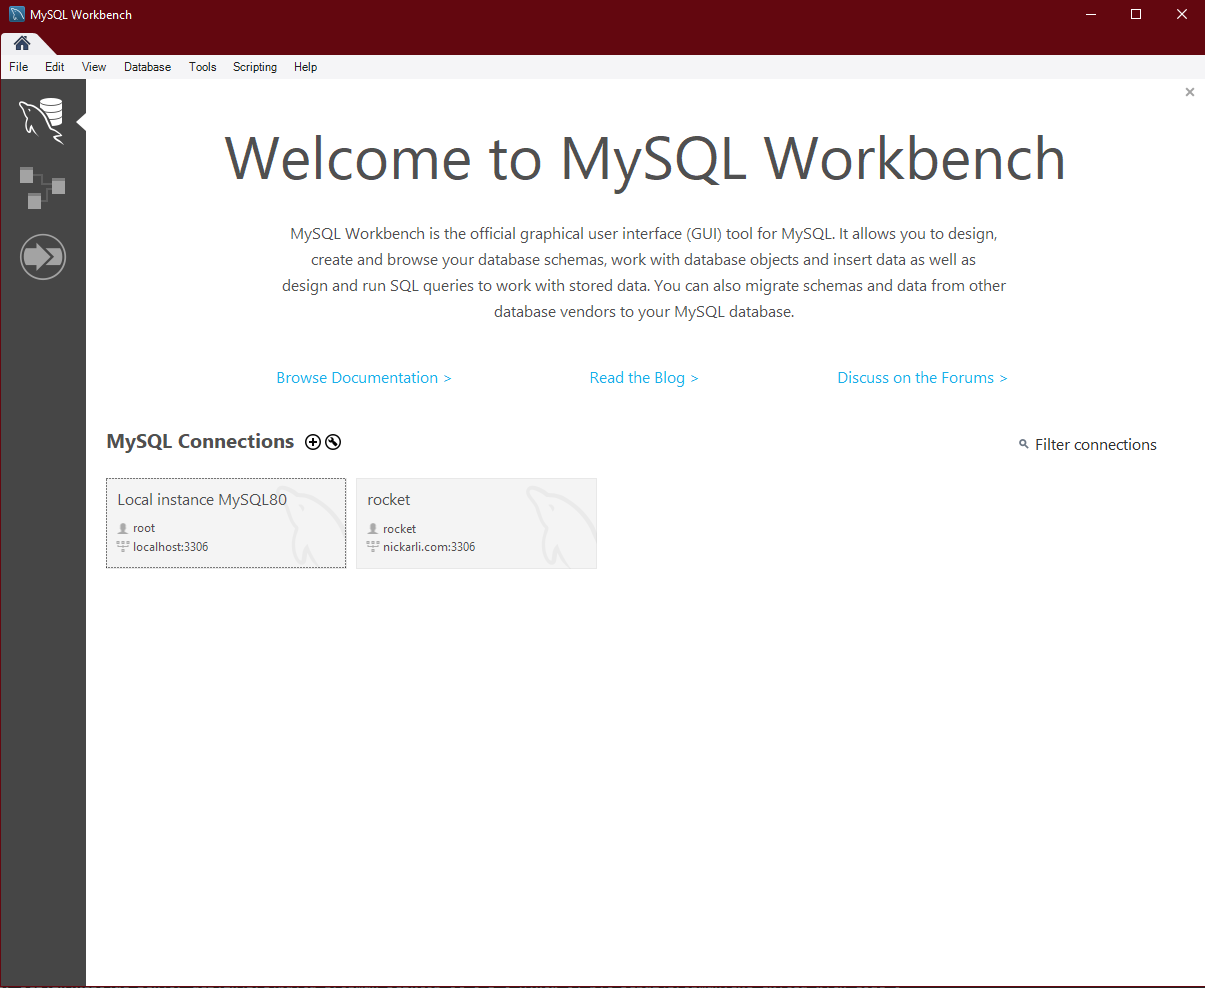 MySQL Workbench
File Edit View Database Tools Scripting Help
Welcome to MySQL Workbench
MySQL Workbench is the official graphical user interface (GUI) tool for MySQL. It allows you to design,
create and browse your database schemas, work with database objects and insert data as well as
design and run SQL queries to work with stored data. You can also migrate schemas and data from other
database vendors to your MySQL database.
Browse Documentation > Read the Blog > Discuss on the Forums >
MySQL Connections
Filter connections
Local instance MySQL80
root
localhost:3306
rocket
rocket
nickarli.com:3306